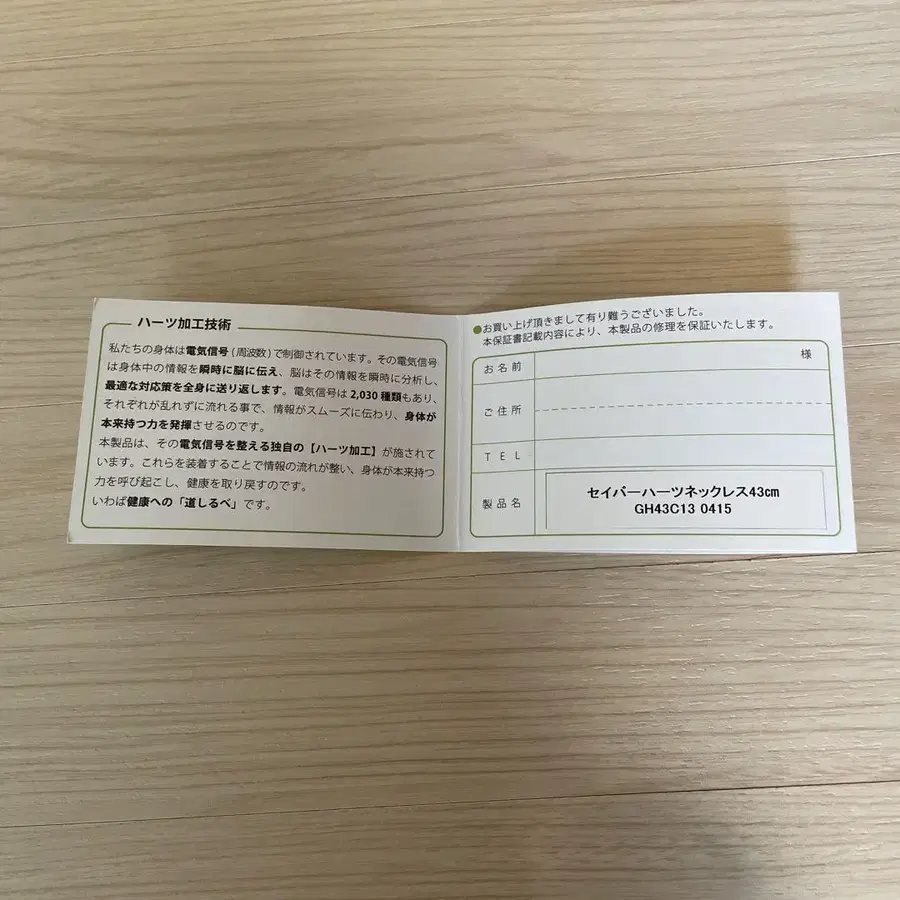 ハーツ加工技術
私たちの身体は電気信号(周波数)で制御されています。その電気信号
は身体中の情報を瞬時に脳に伝え、脳はその情報を瞬時に分析し、
最適な対応策を全身に送り返します。電気信号は2,030種類もあり、
それぞれが乱れずに流れる事で、情報がスムーズに伝わり、身体が
本来持つ力を発揮させるのです。
本製品は、その電気信号を整える独自の【ハーツ加工】が施されて
います。これらを装着することで情報の流れが整い、身体が本来持つ
力を呼び起こし、健康を取り戻すのです。
いわば健康への「道しるべ」です。
●お買い上げ頂きまして有り難うございました。
本保証書記載内容により、本製品の修理を保証いたします。
お名前 様
ご住所
TEL
製品名 セイバーハーツネックレス43cm
GH43C13 0415